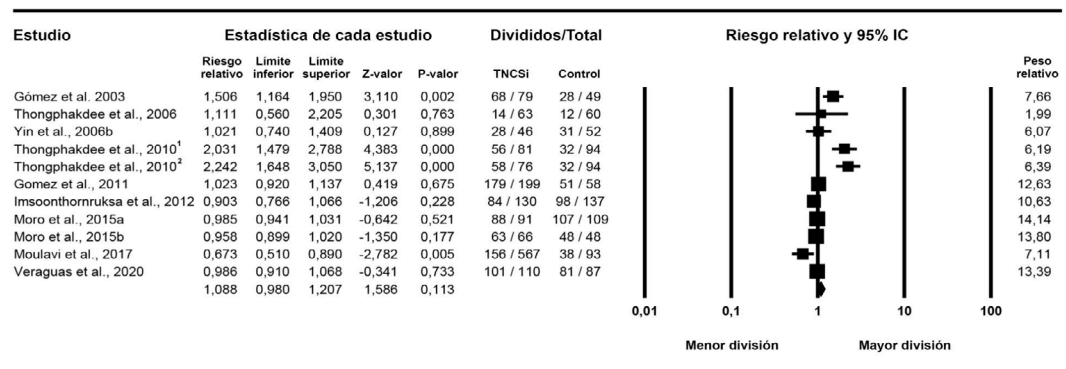 Estudio Estadística de cada estudio Divididos/Total Riesgo relativo y 95% IC
Riesgo relativo Límite inferior Límite superior Z-valor P-valor TNCSi Control Peso relativo
Gómez et al. 2003 1,506 1,164 1,950 3,110 0,002 68 / 79 28 / 49 7,66
Thongphakdee et al., 2006 1,111 0,560 2,205 0,301 0,763 14 / 63 12 / 60 1,99
Yin et al., 2006b 1,021 0,740 1,409 0,127 0,899 28 / 46 31 / 52 6,07
Thongphakdee et al., 2010¹ 2,031 1,479 2,788 4,383 0,000 56 / 81 32 / 94 6,19
Thongphakdee et al., 2010² 2,242 1,648 3,050 5,137 0,000 58 / 76 32 / 94 6,39
Gomez et al., 2011 1,023 0,920 1,137 0,419 0,675 179 / 199 51 / 58 12,63
Imsoonthornruksa et al., 2012 0,903 0,766 1,066 -1,206 0,228 84 / 130 98 / 137 10,63
Moro et al., 2015a 0,985 0,941 1,031 -0,642 0,521 88 / 91 107 / 109 14,14
Moro et al., 2015b 0,958 0,899 1,020 -1,350 0,177 63 / 66 48 / 48 13,80
Moulavi et al., 2017 0,673 0,510 0,890 -2,782 0,005 156 / 567 38 / 93 7,11
Veraguas et al., 2020 0,986 0,910 1,068 -0,341 0,733 101 / 110 81 / 87 13,39
1,088 0,980 1,207 1,586 0,113
0,01 0,1 1 10 100
Menor división Mayor división